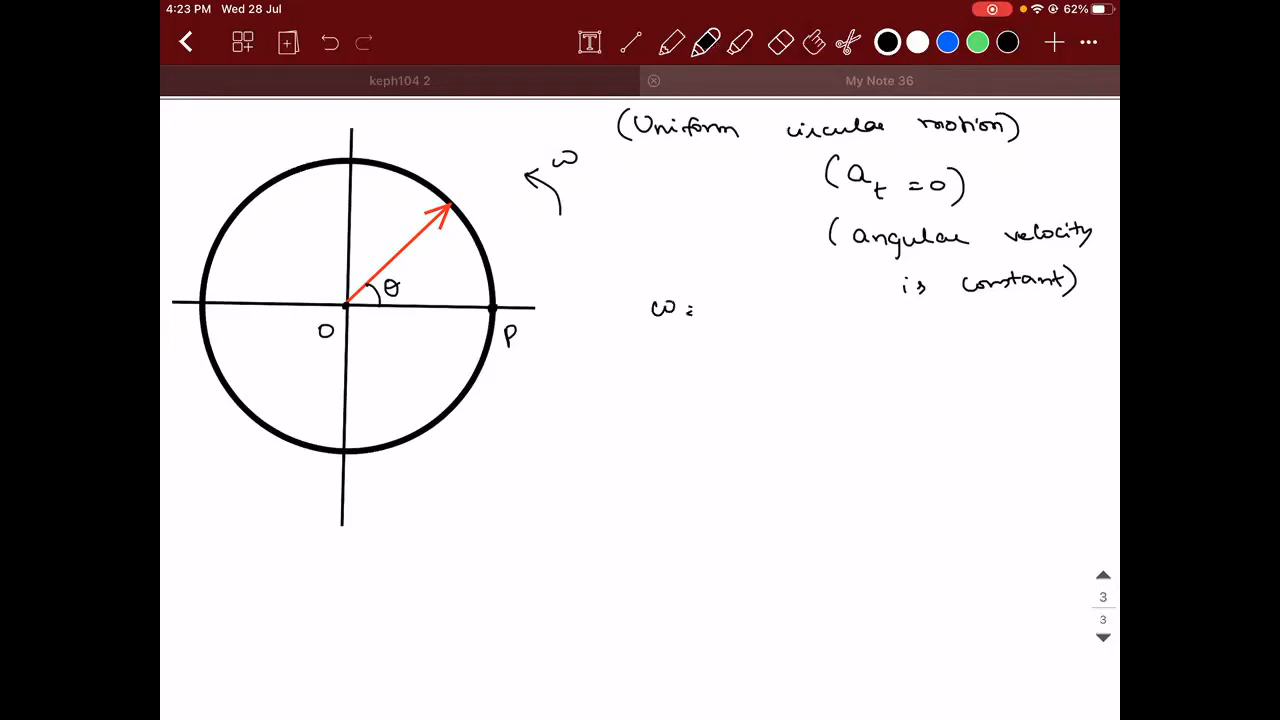 4:23 PM Wed 28 Jul
62%
T
keph104 2
My Note 36
(Uniform circular motion)
ω
(a_t = 0)
(angular velocity
is constant)
θ
ω =
O
P
3
3